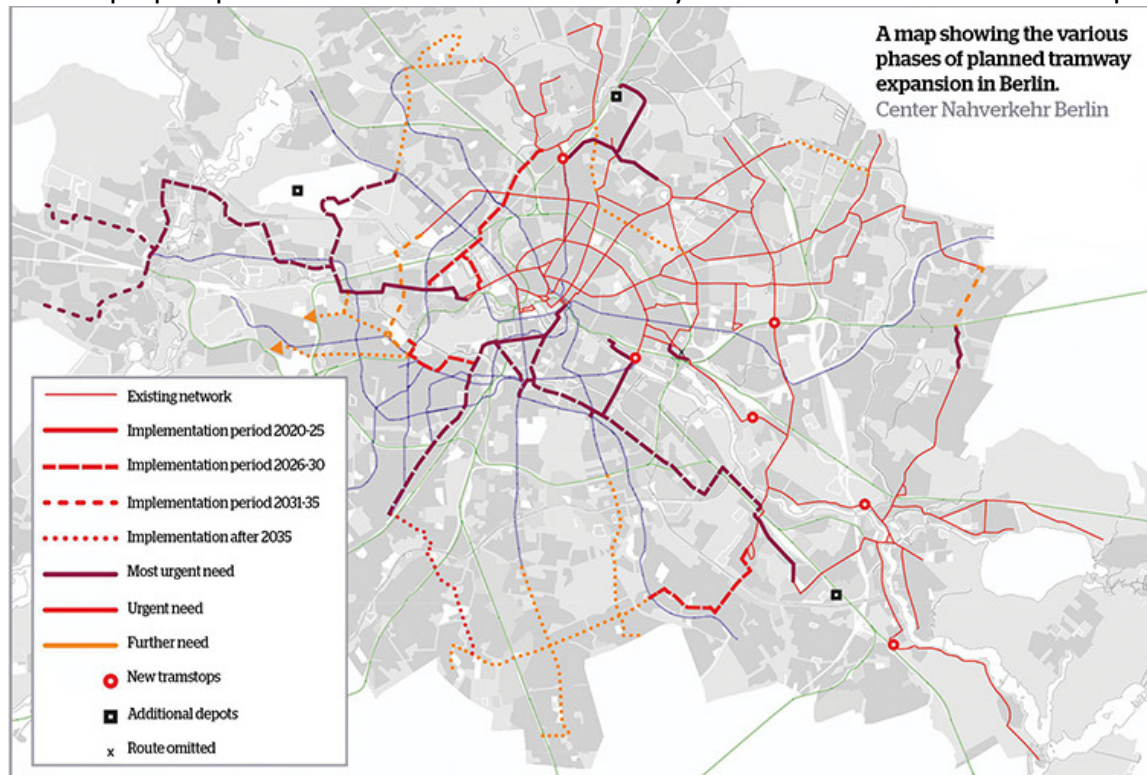 A map showing the various
phases of planned tramway
expansion in Berlin.
Center Nahverkehr Berlin
Existing network
Implementation period 2020-25
Implementation period 2026-30
Implementation period 2031-35
Implementation after 2035
Most urgent need
Urgent need
Further need
New tramstops
Additional depots
x Route omitted